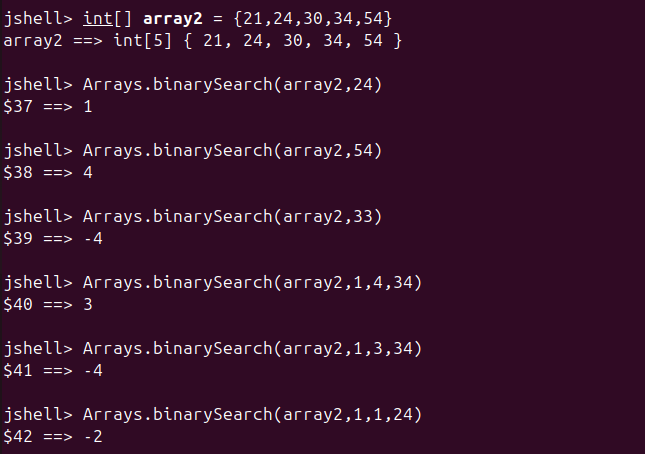 jshell> int[] array2 = {21,24,30,34,54}
array2 ==> int[5] { 21, 24, 30, 34, 54 }
jshell> Arrays.binarySearch(array2,24)
$37 ==> 1
jshell> Arrays.binarySearch(array2,54)
$38 ==> 4
jshell> Arrays.binarySearch(array2,33)
$39 ==> -4
jshell> Arrays.binarySearch(array2,1,4,34)
$40 ==> 3
jshell> Arrays.binarySearch(array2,1,3,34)
$41 ==> -4
jshell> Arrays.binarySearch(array2,1,1,24)
$42 ==> -2